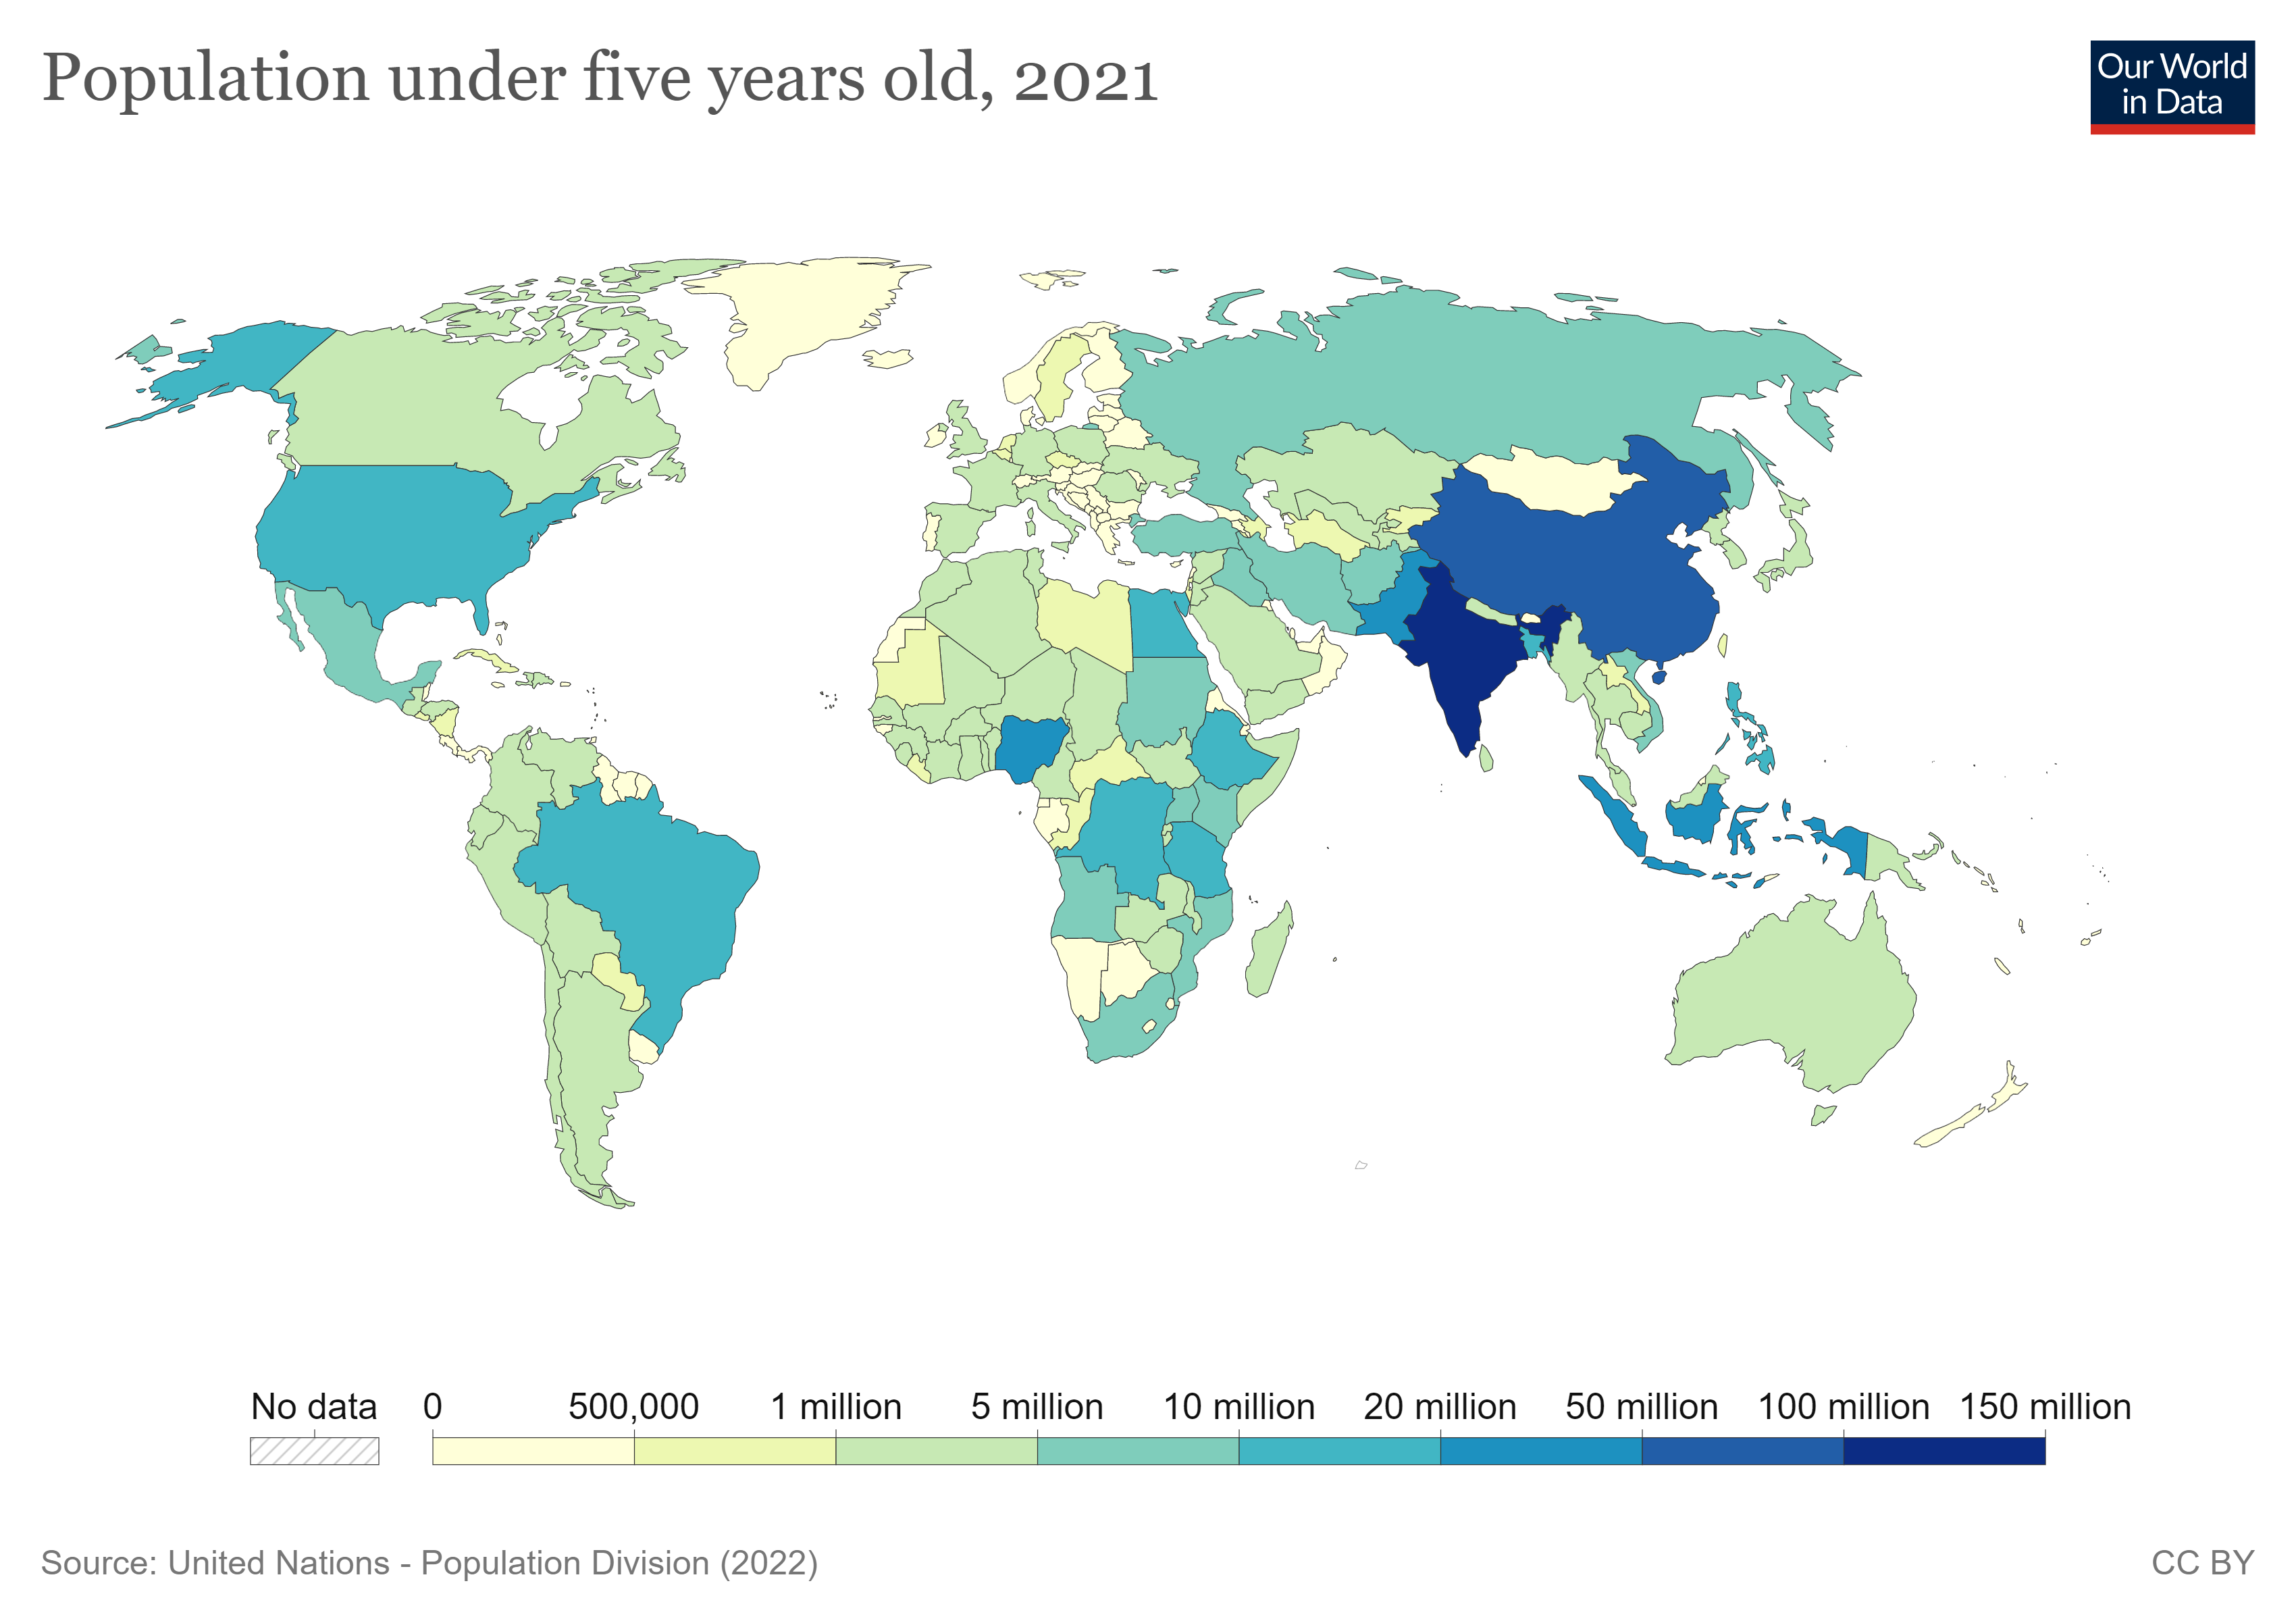 Population under five years old, 2021
Our World
in Data
No data
0
500,000
1 million
5 million
10 million
20 million
50 million
100 million
150 million
Source: United Nations - Population Division (2022)
CC BY